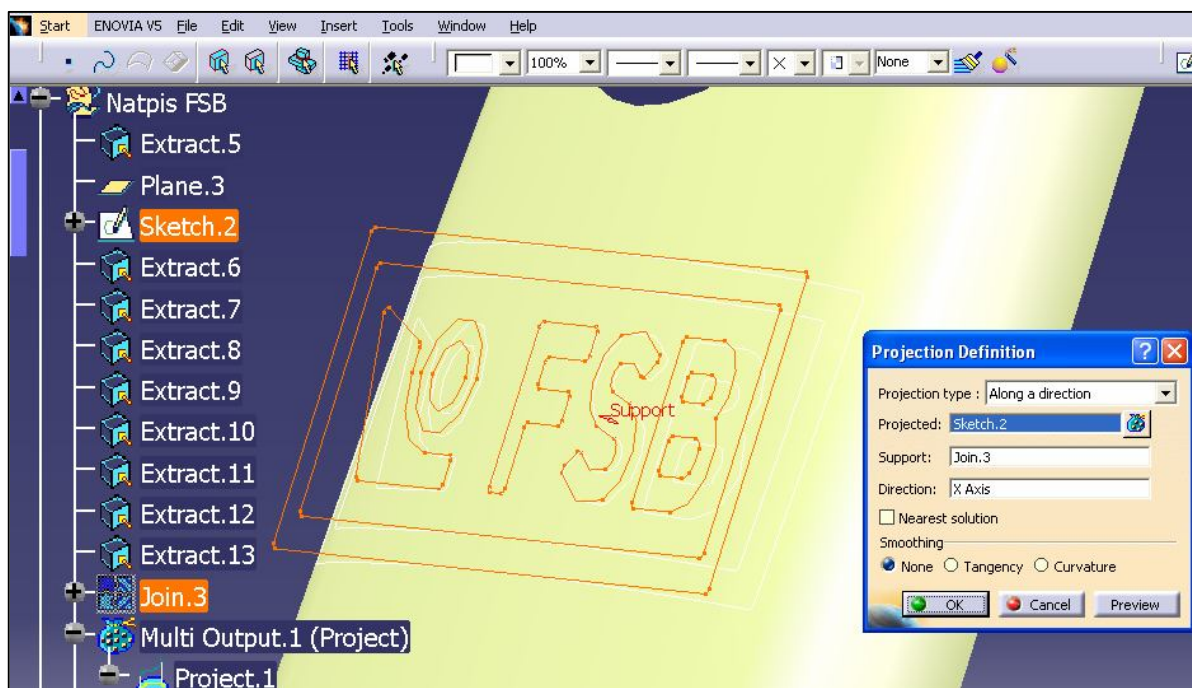 Start ENOVIA V5 File Edit View Insert Tools Window Help
100% None
Natpis FSB
Extract.5
Plane.3
Sketch.2
Extract.6
Extract.7
Extract.8
Extract.9
Extract.10
Extract.11
Extract.12
Extract.13
Join.3
Multi Output.1 (Project)
Project.1
FSB
Support
Projection Definition
Projection type : Along a direction
Projected: Sketch.2
Support: Join.3
Direction: X Axis
Nearest solution
Smoothing
None Tangency Curvature
OK Cancel Preview